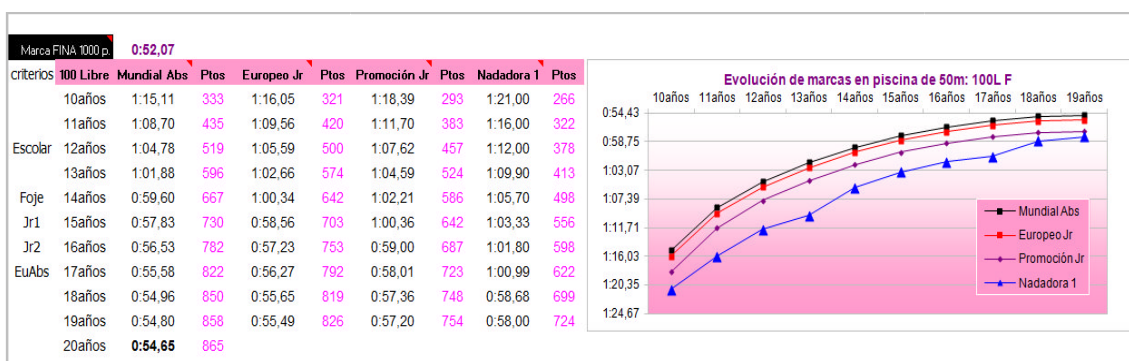 Marca FINA 1000 p. 0:52,07
criterios 100 Libre Mundial Abs Ptos Europeo Jr Ptos Promoción Jr Ptos Nadadora 1 Ptos
10años 1:15,11 333 1:16,05 321 1:18,39 293 1:21,00 266
11años 1:08,70 435 1:09,56 420 1:11,70 383 1:16,00 322
Escolar 12años 1:04,78 519 1:05,59 500 1:07,62 457 1:12,00 378
13años 1:01,88 596 1:02,66 574 1:04,59 524 1:09,90 413
Foje 14años 0:59,60 667 1:00,34 642 1:02,21 586 1:05,70 498
Jr1 15años 0:57,83 730 0:58,56 703 1:00,36 642 1:03,33 556
Jr2 16años 0:56,53 782 0:57,23 753 0:59,00 687 1:01,80 598
EuAbs 17años 0:55,58 822 0:56,27 792 0:58,01 723 1:00,99 622
18años 0:54,96 850 0:55,65 819 0:57,36 748 0:58,68 699
19años 0:54,80 858 0:55,49 826 0:57,20 754 0:58,00 724
20años 0:54,65 865
Evolución de marcas en piscina de 50m: 100L F
10años 11años 12años 13años 14años 15años 16años 17años 18años 19años
0:54,43
0:58,75
1:03,07
1:07,39
1:11,71
1:16,03
1:20,35
1:24,67
Mundial Abs
Europeo Jr
Promoción Jr
Nadadora 1